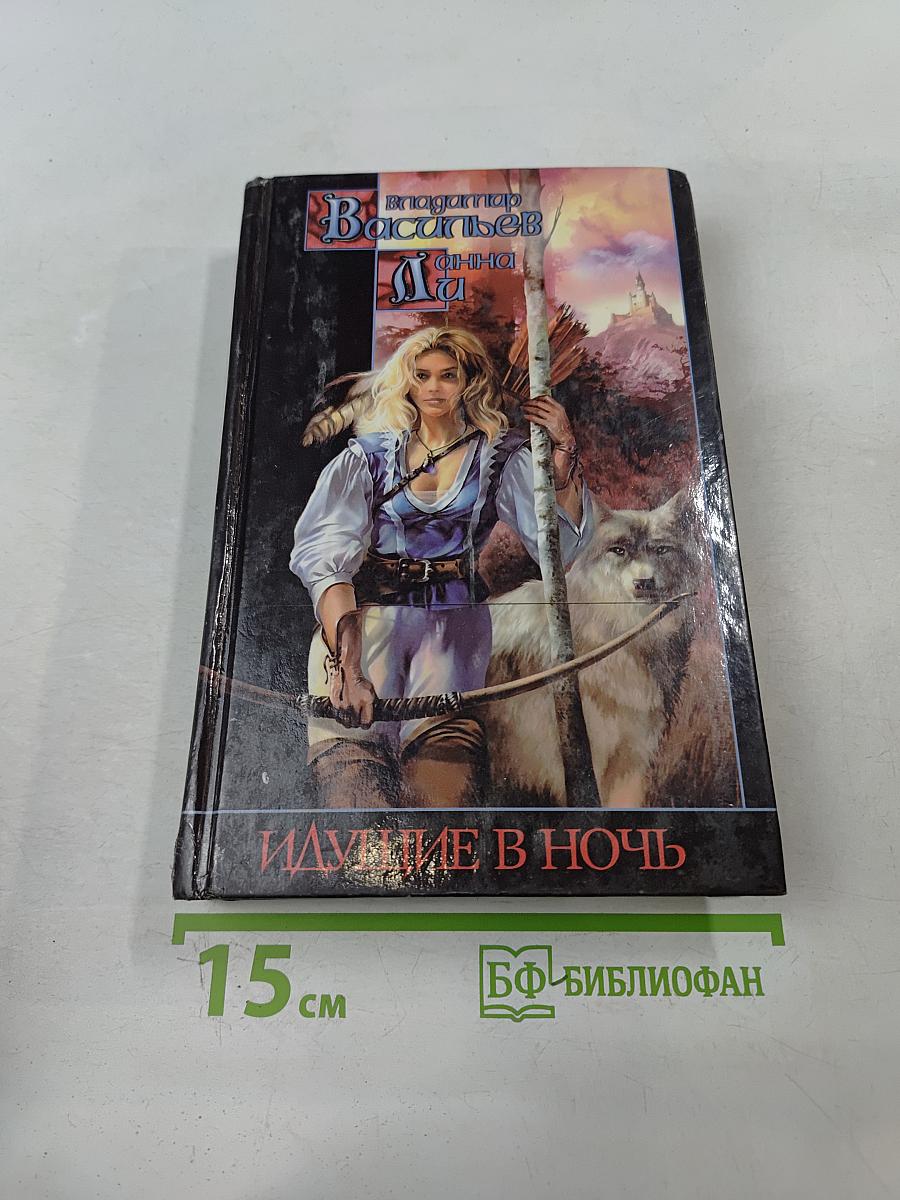 Владимир
Васильев
Анна
Ли
ИДУЩИЕ В НОЧЬ
15 см
БФ БИБЛИОФАН